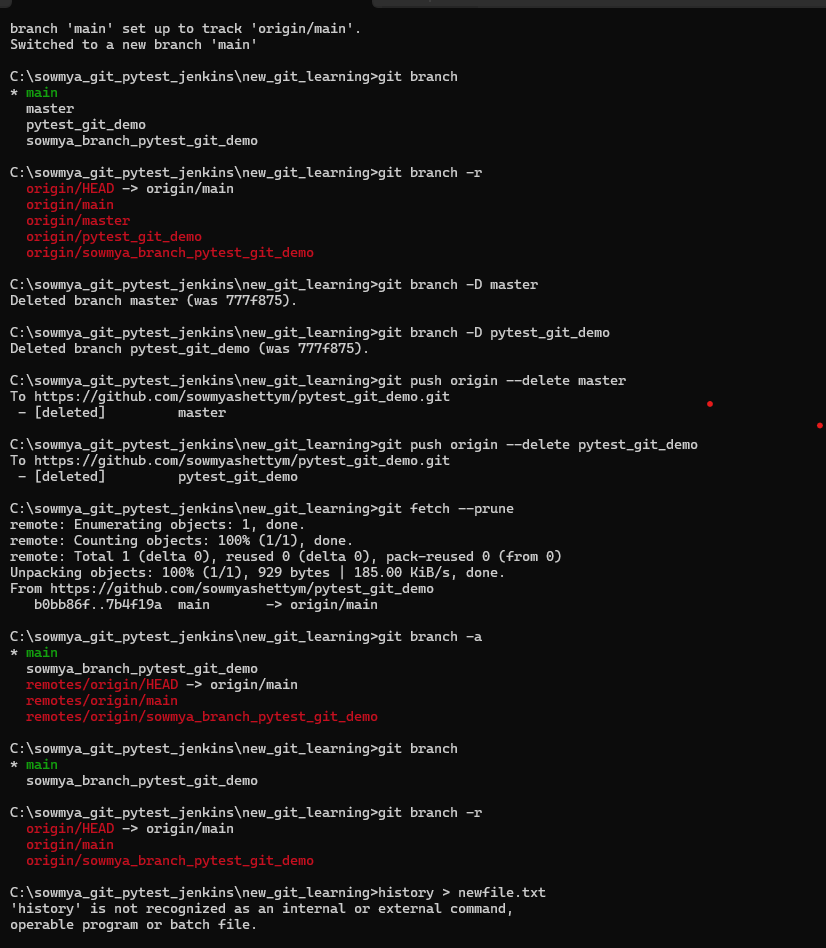 branch 'main' set up to track 'origin/main'.
Switched to a new branch 'main'
C:\sowmya_git_pytest_jenkins\new_git_learning>git branch
* main
  master
  pytest_git_demo
  sowmya_branch_pytest_git_demo
C:\sowmya_git_pytest_jenkins\new_git_learning>git branch -r
  origin/HEAD -> origin/main
  origin/main
  origin/master
  origin/pytest_git_demo
  origin/sowmya_branch_pytest_git_demo
C:\sowmya_git_pytest_jenkins\new_git_learning>git branch -D master
Deleted branch master (was 777f875).
C:\sowmya_git_pytest_jenkins\new_git_learning>git branch -D pytest_git_demo
Deleted branch pytest_git_demo (was 777f875).
C:\sowmya_git_pytest_jenkins\new_git_learning>git push origin --delete master
To https://github.com/sowmyashettym/pytest_git_demo.git
 - [deleted]         master
C:\sowmya_git_pytest_jenkins\new_git_learning>git push origin --delete pytest_git_demo
To https://github.com/sowmyashettym/pytest_git_demo.git
 - [deleted]         pytest_git_demo
C:\sowmya_git_pytest_jenkins\new_git_learning>git fetch --prune
remote: Enumerating objects: 1, done.
remote: Counting objects: 100% (1/1), done.
remote: Total 1 (delta 0), reused 0 (delta 0), pack-reused 0 (from 0)
Unpacking objects: 100% (1/1), 929 bytes | 185.00 KiB/s, done.
From https://github.com/sowmyashettym/pytest_git_demo
   b0bb86f..7b4f19a  main       -> origin/main
C:\sowmya_git_pytest_jenkins\new_git_learning>git branch -a
* main
  sowmya_branch_pytest_git_demo
  remotes/origin/HEAD -> origin/main
  remotes/origin/main
  remotes/origin/sowmya_branch_pytest_git_demo
C:\sowmya_git_pytest_jenkins\new_git_learning>git branch
* main
  sowmya_branch_pytest_git_demo
C:\sowmya_git_pytest_jenkins\new_git_learning>git branch -r
  origin/HEAD -> origin/main
  origin/main
  origin/sowmya_branch_pytest_git_demo
C:\sowmya_git_pytest_jenkins\new_git_learning>history > newfile.txt
'history' is not recognized as an internal or external command,
operable program or batch file.